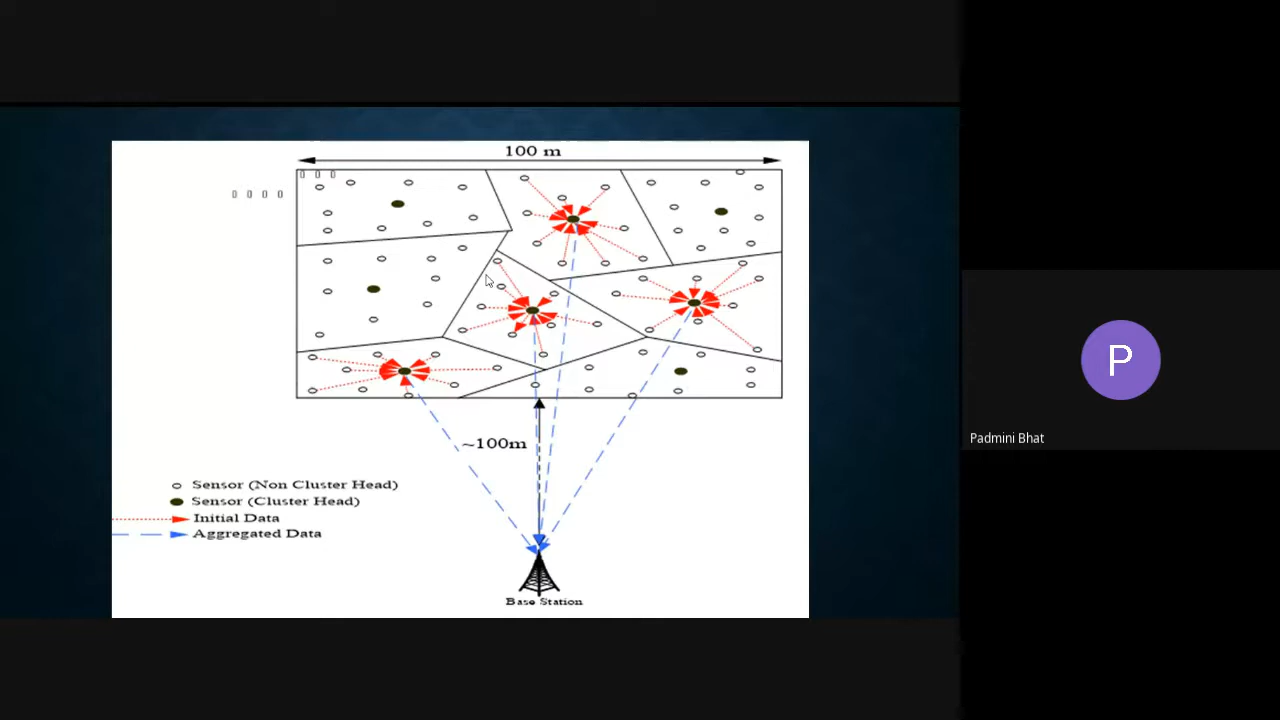 100 m
~100m
Sensor (Non Cluster Head)
Sensor (Cluster Head)
Initial Data
Aggregated Data
Base Station
P
Padmini Bhat